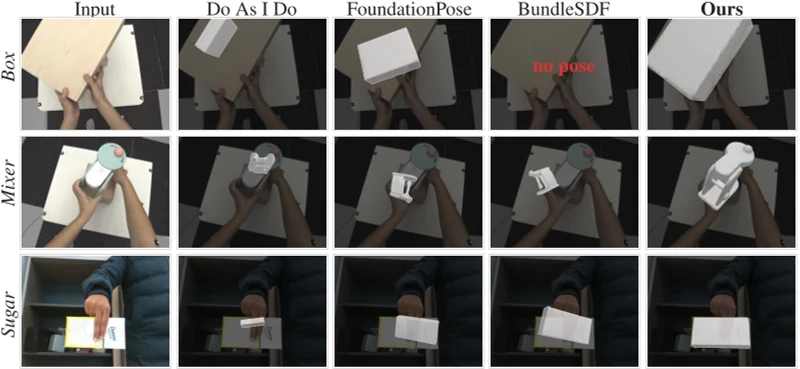 Input Do As I Do FoundationPose BundleSDF Ours
Box
no pose
Mixer
Sugar